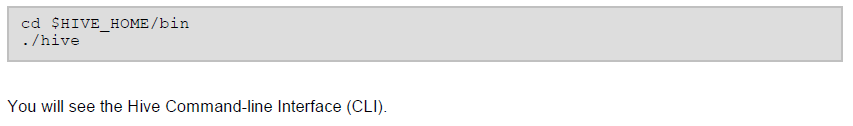 cd $HIVE_HOME/bin
./hive
You will see the Hive Command-line Interface (CLI).